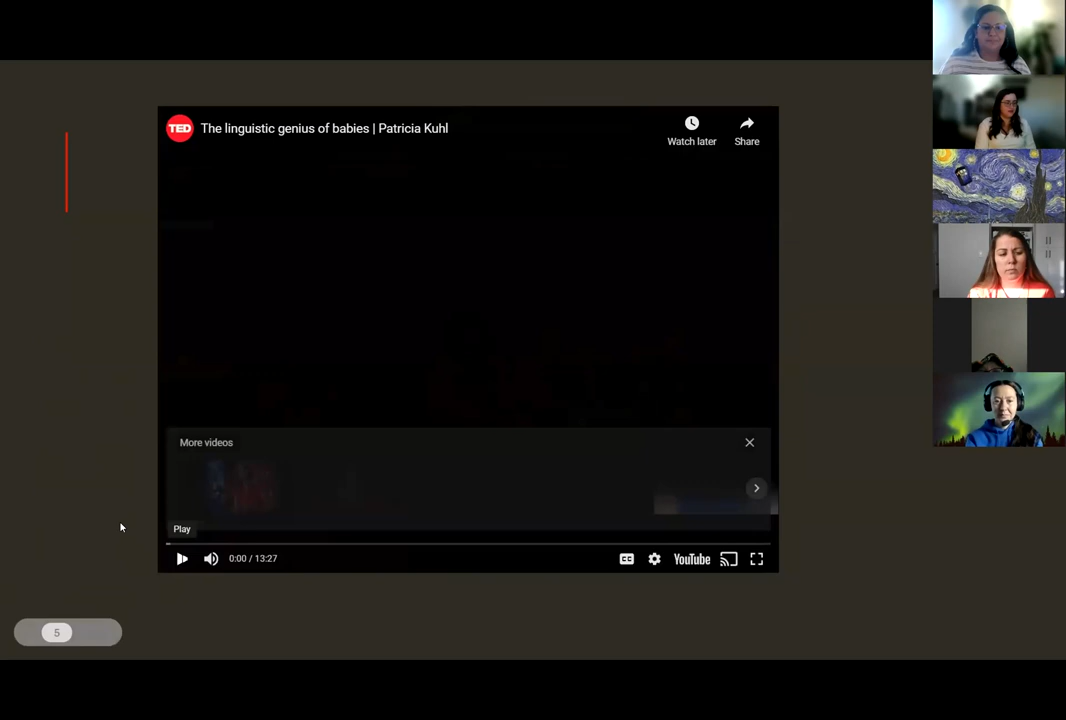 TED The linguistic genius of babies | Patricia Kuhl
Watch later
Share
More videos
Play
0:00 / 13:27
CC
YouTube
5